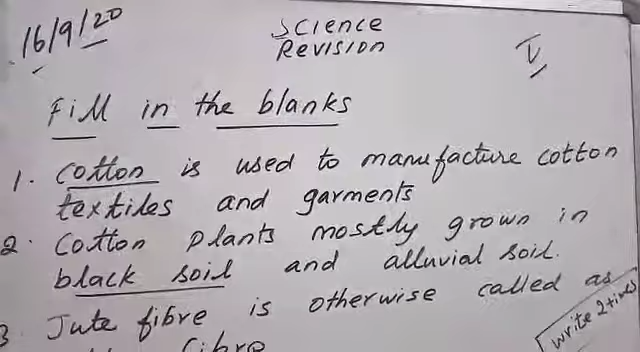 16/9/20
Science
Revision
V
Fill in the blanks
1. Cotton is used to manufacture cotton
textiles and garments
2. Cotton plants mostly grown in
black soil and alluvial soil.
3 Jute fibre is otherwise called as
fibre
write 2 times